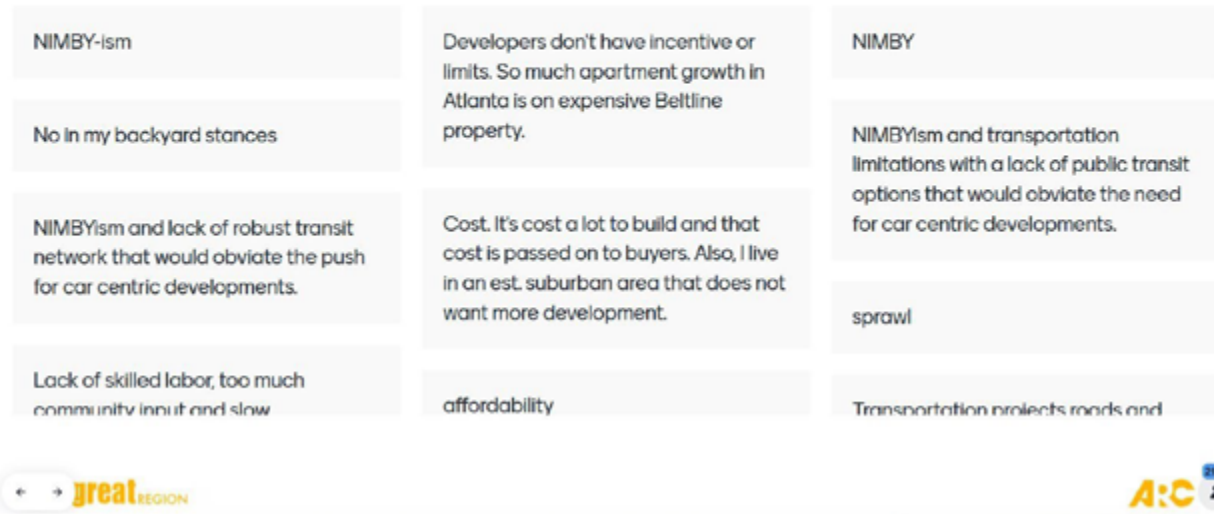 NIMBY-ism
No in my backyard stances
NIMBYism and lack of robust transit
network that would obviate the push
for car centric developments.
Lack of skilled labor, too much
community input and slow
Developers don't have incentive or
limits. So much apartment growth in
Atlanta is on expensive Beltline
property.
Cost. It's cost a lot to build and that
cost is passed on to buyers. Also, I live
in an est. suburban area that does not
want more development.
affordability
NIMBY
NIMBYism and transportation
limitations with a lack of public transit
options that would obviate the need
for car centric developments.
sprawl
Transportation projects roads and
great REGION
ARC